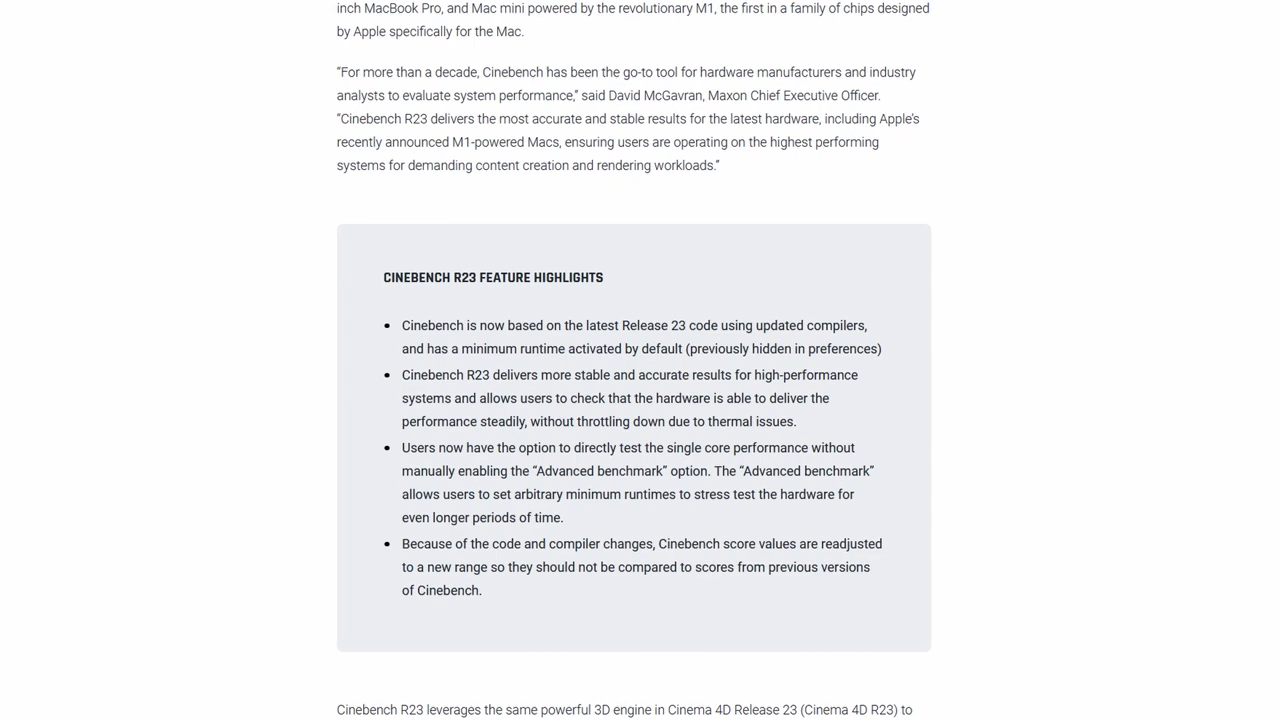 inch MacBook Pro, and Mac mini powered by the revolutionary M1, the first in a family of chips designed
by Apple specifically for the Mac.
“For more than a decade, Cinebench has been the go-to tool for hardware manufacturers and industry
analysts to evaluate system performance,” said David McGavran, Maxon Chief Executive Officer.
“Cinebench R23 delivers the most accurate and stable results for the latest hardware, including Apple’s
recently announced M1-powered Macs, ensuring users are operating on the highest performing
systems for demanding content creation and rendering workloads.”
CINEBENCH R23 FEATURE HIGHLIGHTS
• Cinebench is now based on the latest Release 23 code using updated compilers,
and has a minimum runtime activated by default (previously hidden in preferences)
• Cinebench R23 delivers more stable and accurate results for high-performance
systems and allows users to check that the hardware is able to deliver the
performance steadily, without throttling down due to thermal issues.
• Users now have the option to directly test the single core performance without
manually enabling the “Advanced benchmark” option. The “Advanced benchmark”
allows users to set arbitrary minimum runtimes to stress test the hardware for
even longer periods of time.
• Because of the code and compiler changes, Cinebench score values are readjusted
to a new range so they should not be compared to scores from previous versions
of Cinebench.
Cinebench R23 leverages the same powerful 3D engine in Cinema 4D Release 23 (Cinema 4D R23) to